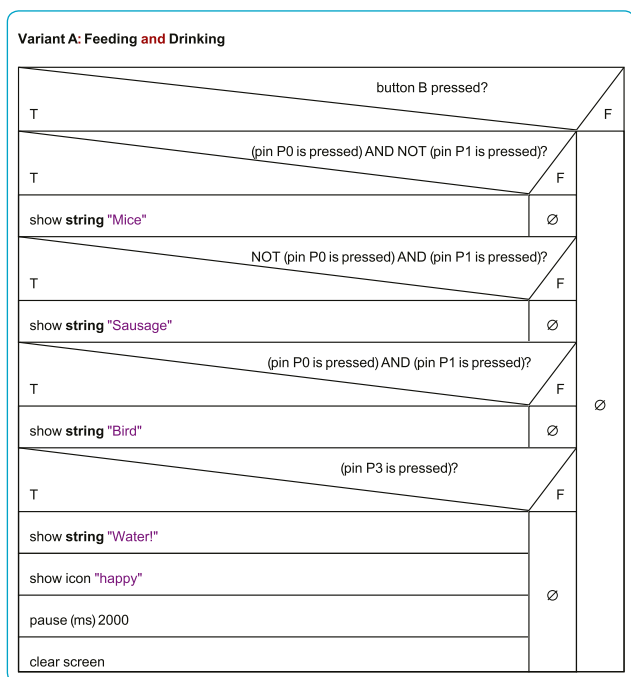 Variant A: Feeding and Drinking
button B pressed?
T
F
(pin P0 is pressed) AND NOT (pin P1 is pressed)?
T
F
show string "Mice"
∅
NOT (pin P0 is pressed) AND (pin P1 is pressed)?
T
F
show string "Sausage"
∅
(pin P0 is pressed) AND (pin P1 is pressed)?
T
F
∅
show string "Bird"
∅
(pin P3 is pressed)?
T
F
show string "Water!"
show icon "happy"
∅
pause (ms) 2000
clear screen